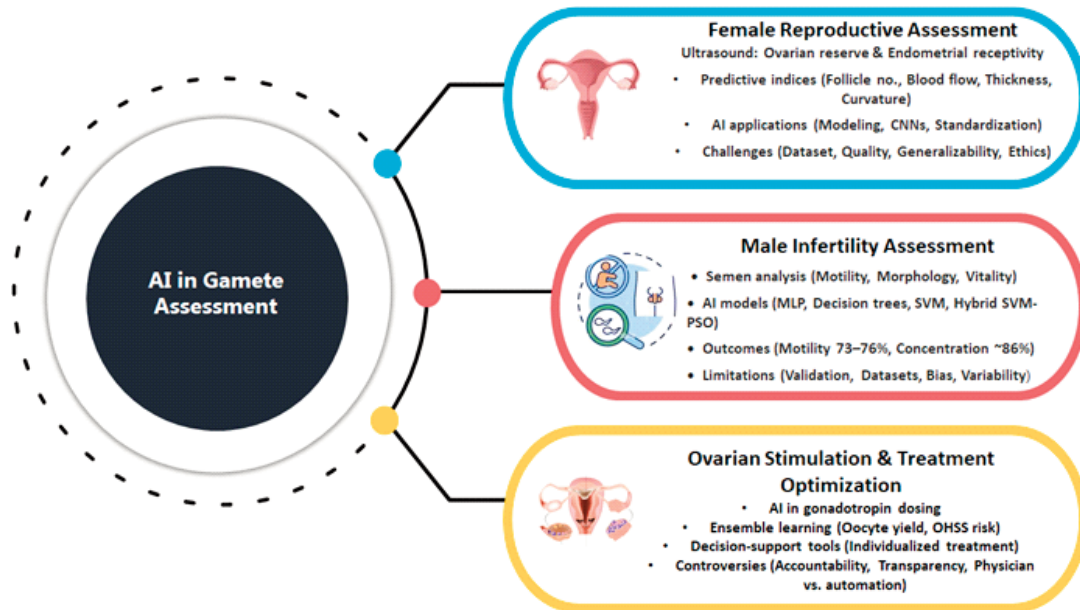 AI in Gamete
Assessment
Female Reproductive Assessment
Ultrasound: Ovarian reserve & Endometrial receptivity
• Predictive indices (Follicle no., Blood flow, Thickness,
Curvature)
• AI applications (Modeling, CNNs, Standardization)
• Challenges (Dataset, Quality, Generalizability, Ethics)
Male Infertility Assessment
• Semen analysis (Motility, Morphology, Vitality)
• AI models (MLP, Decision trees, SVM, Hybrid SVM-
PSO)
• Outcomes (Motility 73–76%, Concentration ~86%)
• Limitations (Validation, Datasets, Bias, Variability)
Ovarian Stimulation & Treatment
Optimization
• AI in gonadotropin dosing
• Ensemble learning (Oocyte yield, OHSS risk)
• Decision-support tools (Individualized treatment)
• Controversies (Accountability, Transparency, Physician
vs. automation)